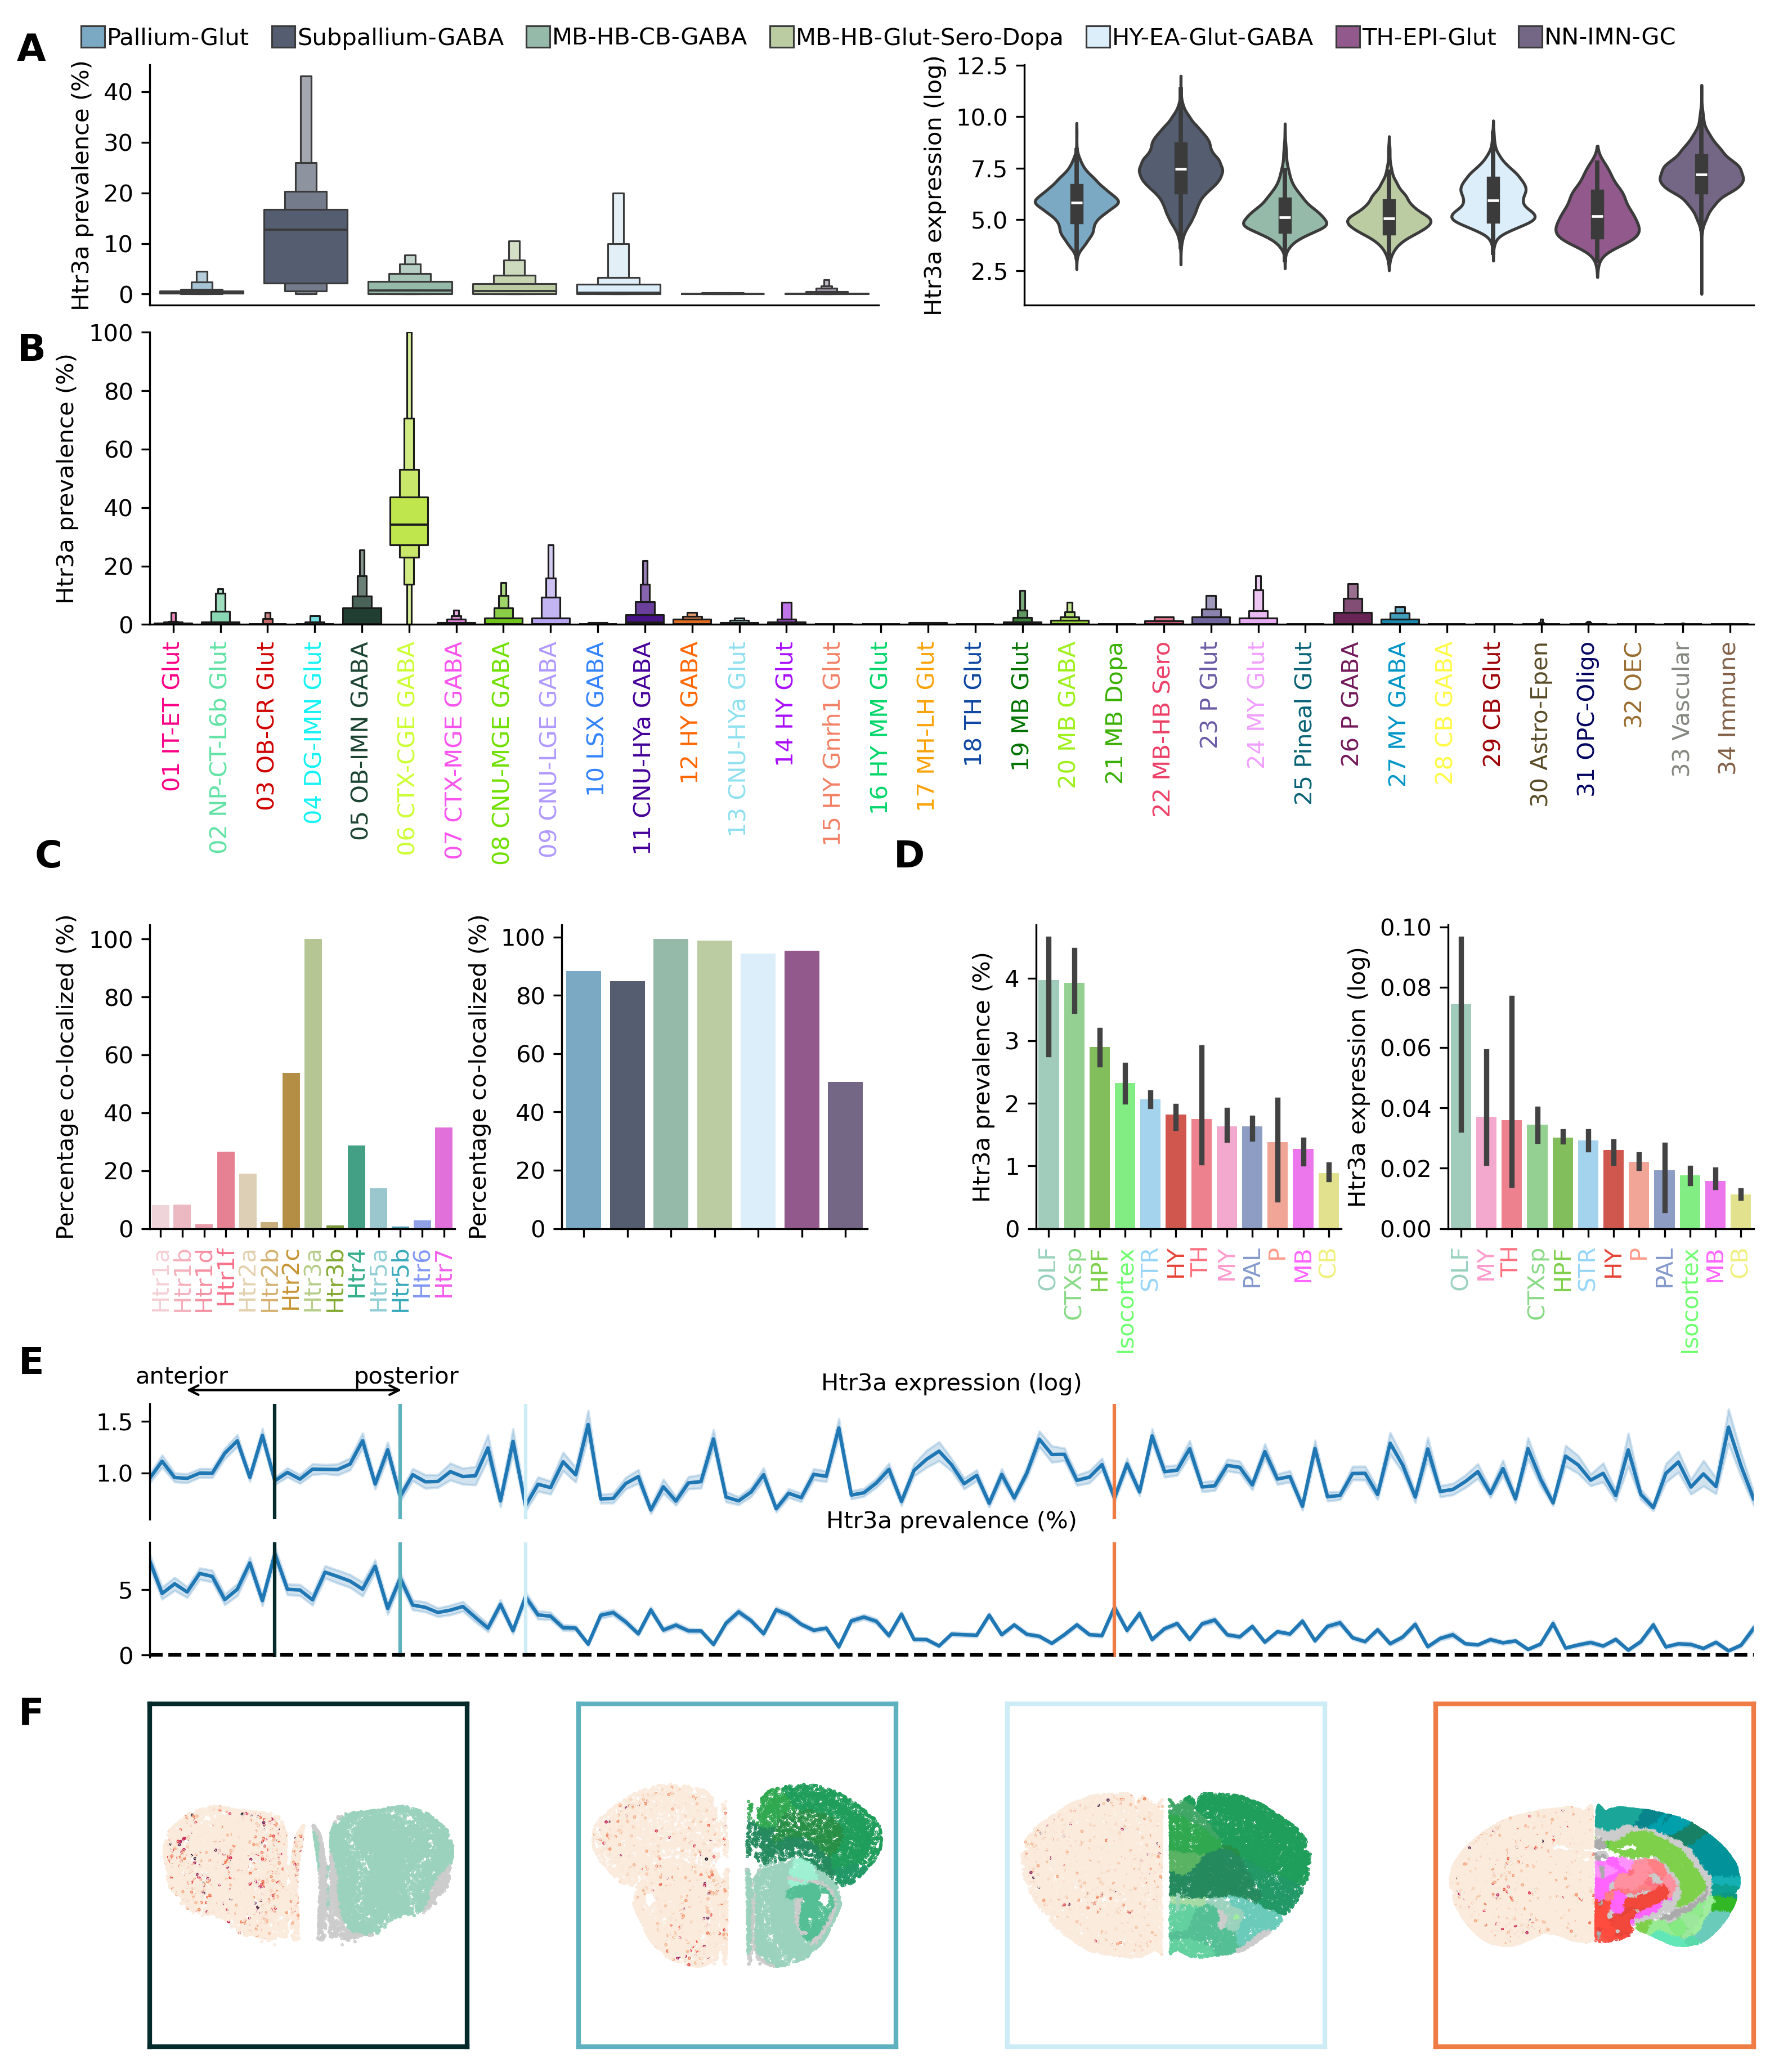 A
Pallium-Glut Subpallium-GABA MB-HB-CB-GABA MB-HB-Glut-Sero-Dopa HY-EA-Glut-GABA TH-EPI-Glut NN-IMN-GC
Htr3a prevalence (%)
40
30
20
10
0
Htr3a expression (log)
12.5
10.0
7.5
5.0
2.5
B
Htr3a prevalence (%)
100
80
60
40
20
0
01 IT-ET Glut
02 NP-CT-L6b Glut
03 OB-CR Glut
04 DG-IMN Glut
05 OB-IMN GABA
06 CTX-CGE GABA
07 CTX-MGE GABA
08 CNU-MGE GABA
09 CNU-LGE GABA
10 LSX GABA
11 CNU-HYa GABA
12 HY GABA
13 CNU-HYa Glut
14 HY Glut
15 HY Gnrh1 Glut
16 HY MM Glut
17 MH-LH Glut
18 TH Glut
19 MB Glut
20 MB GABA
21 MB Dopa
22 MB-HB Sero
23 P Glut
24 MY Glut
25 Pineal Glut
26 P GABA
27 MY GABA
28 CB GABA
29 CB Glut
30 Astro-Epen
31 OPC-Oligo
32 OEC
33 Vascular
34 Immune
C
Percentage co-localized (%)
100
80
60
40
20
0
Htr1a
Htr1b
Htr1d
Htr1f
Htr2a
Htr2b
Htr2c
Htr3a
Htr3b
Htr4
Htr5a
Htr5b
Htr6
Htr7
Percentage co-localized (%)
100
80
60
40
20
0
D
Htr3a prevalence (%)
4
3
2
1
0
OLF
CTXsp
HPF
Isocortex
STR
HY
TH
MY
PAL
P
MB
CB
Htr3a expression (log)
0.10
0.08
0.06
0.04
0.02
0.00
OLF
MY
TH
CTXsp
HPF
STR
HY
P
PAL
Isocortex
MB
CB
E
anterior posterior
Htr3a expression (log)
1.5
1.0
Htr3a prevalence (%)
5
0
F